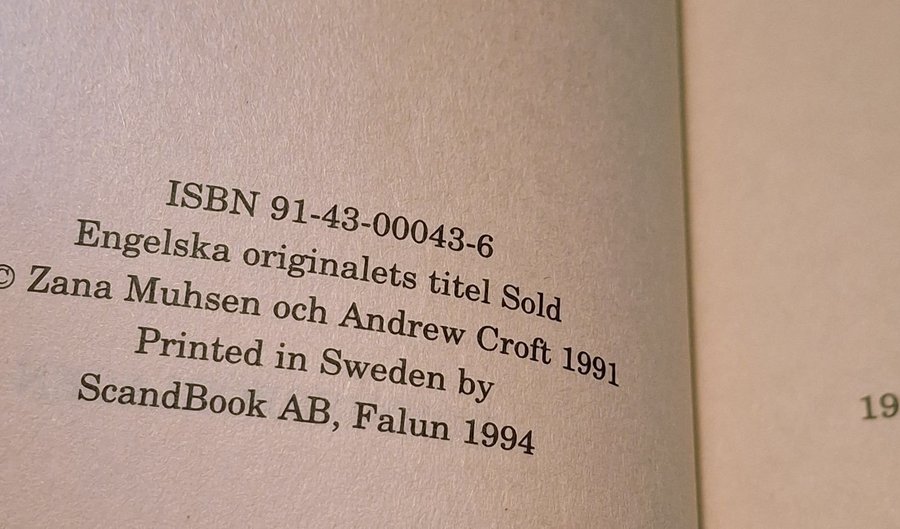 ISBN 91-43-00043-6
Engelska originalets titel Sold
© Zana Muhsen och Andrew Croft 1991
Printed in Sweden by
ScandBook AB, Falun 1994
19